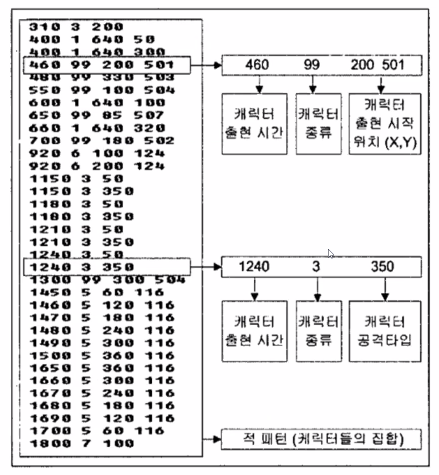 310 3 200
400 1 640 50
400 1 640 300
460 99 200 501
480 99 330 503
550 99 100 504
600 1 640 100
650 99 85 507
660 1 640 320
700 99 180 502
920 6 100 124
920 6 200 124
1150 3 50
1150 3 350
1180 3 50
1180 3 350
1210 3 50
1210 3 350
1240 3 50
1240 3 350
1300 99 300 504
1450 5 60 116
1460 5 120 116
1470 5 180 116
1480 5 240 116
1490 5 300 116
1500 5 360 116
1650 5 360 116
1660 5 300 116
1670 5 240 116
1680 5 180 116
1690 5 120 116
1700 5 60 116
1800 7 100
460 99 200 501
캐릭터
출현 시간
캐릭터
종류
캐릭터
출현 시작
위치 (X,Y)
1240 3 350
캐릭터
출현 시간
캐릭터
종류
캐릭터
공격타입
적 패턴 (케릭터들의 집합)